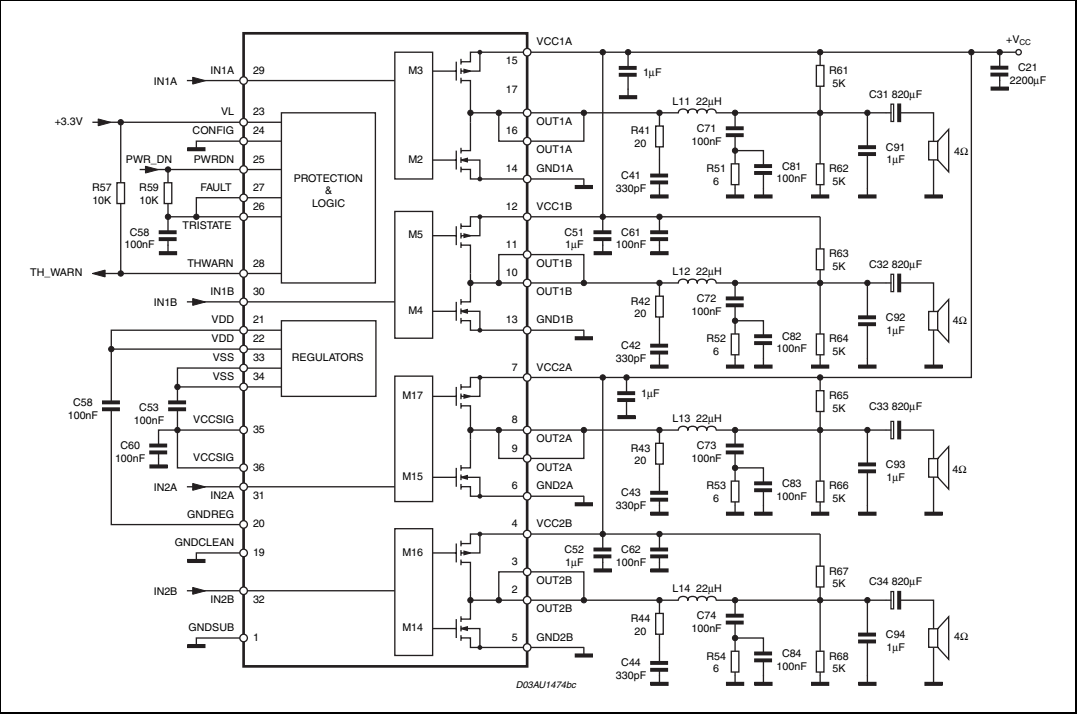 +VCC
C21
2200µF
VCC1A
15
1µF
R61
5K
IN1A
IN1A
29
M3
17
L11 22µH
C31 820µF
+3.3V
VL
23
OUT1A
16
OUT1A
R41
20
C71
100nF
C91
1µF
4Ω
CONFIG
24
PWR_DN
PWRDN
25
M2
14
GND1A
C41
330pF
R51
6
C81
100nF
R62
5K
R57
10K
R59
10K
FAULT
27
26
TRISTATE
PROTECTION
&
LOGIC
C58
100nF
12
VCC1B
M5
C51
1µF
C61
100nF
R63
5K
11
OUT1B
TH_WARN
THWARN
28
10
OUT1B
L12 22µH
C32 820µF
IN1B
IN1B
30
M4
R42
20
C72
100nF
C92
1µF
4Ω
13
GND1B
VDD
21
VDD
22
C42
330pF
R52
6
C82
100nF
R64
5K
VSS
33
VSS
34
REGULATORS
7
VCC2A
M17
1µF
R65
5K
C58
100nF
C53
100nF
VCCSIG
35
8
OUT2A
9
OUT2A
L13 22µH
C33 820µF
C60
100nF
VCCSIG
36
R43
20
C73
100nF
C93
1µF
4Ω
IN2A
IN2A
31
M15
6
GND2A
C43
330pF
R53
6
C83
100nF
R66
5K
GNDREG
20
4
VCC2B
GNDCLEAN
19
M16
C52
1µF
C62
100nF
3
OUT2B
R67
5K
IN2B
IN2B
32
2
OUT2B
L14 22µH
C34 820µF
M14
R44
20
C74
100nF
C94
1µF
4Ω
GNDSUB
1
5
GND2B
C44
330pF
R54
6
C84
100nF
R68
5K
D03AU1474bc